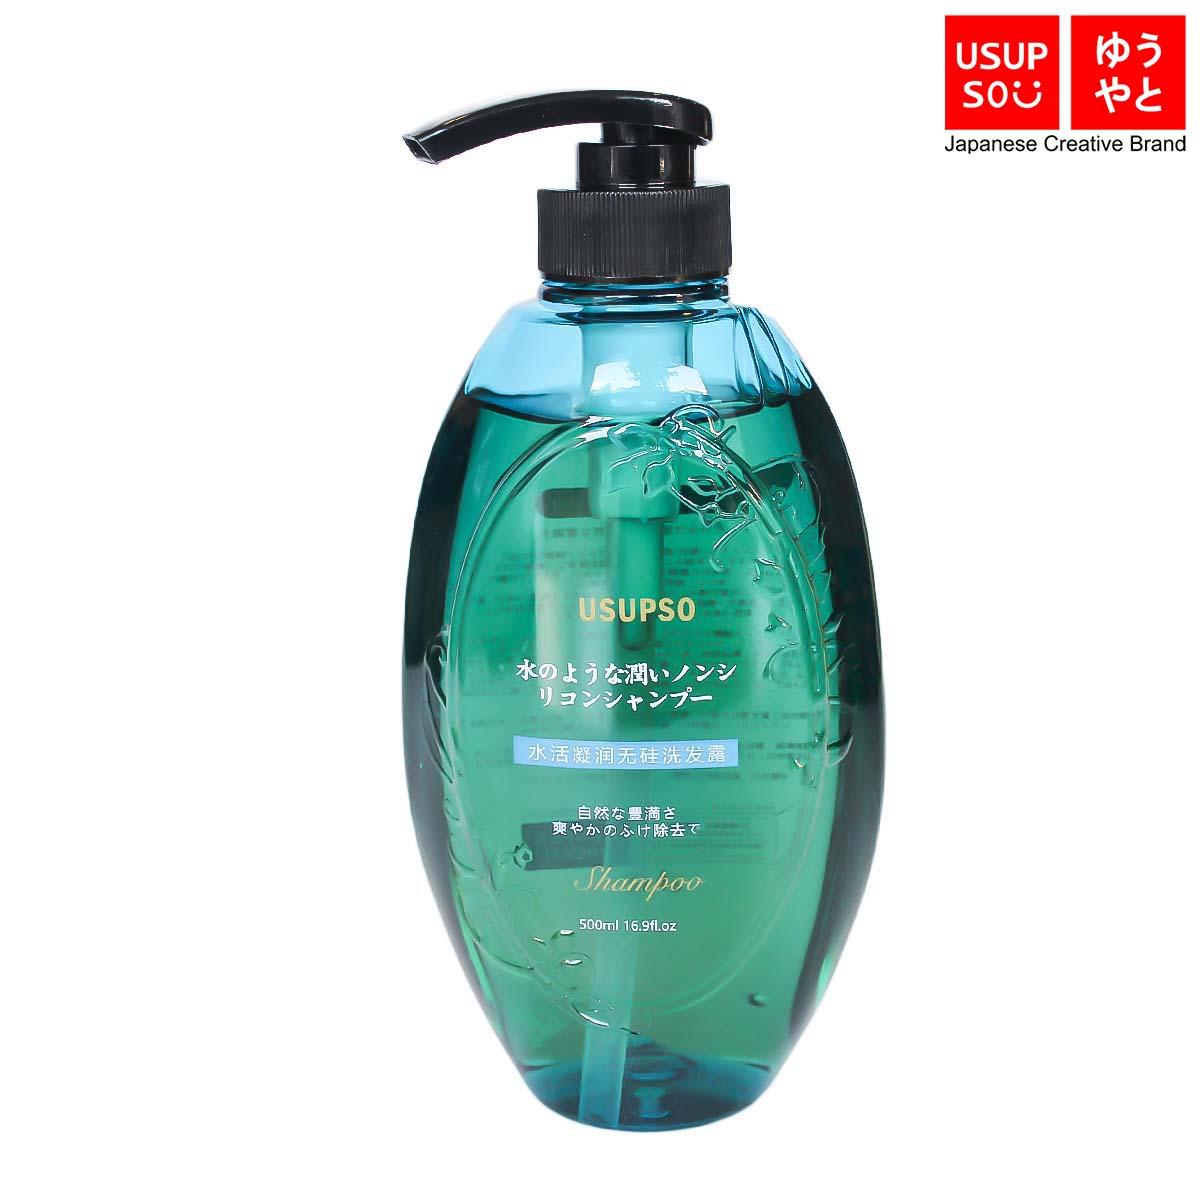 USUP
SO
ゆう
やと
Japanese Creative Brand
USUPSO
水のような潤いノンシ
リコンシャンプー
水活凝润无硅洗发露
自然な豊満さ
爽やかのふけ除去で
Shampoo
500ml 16.9fl.oz